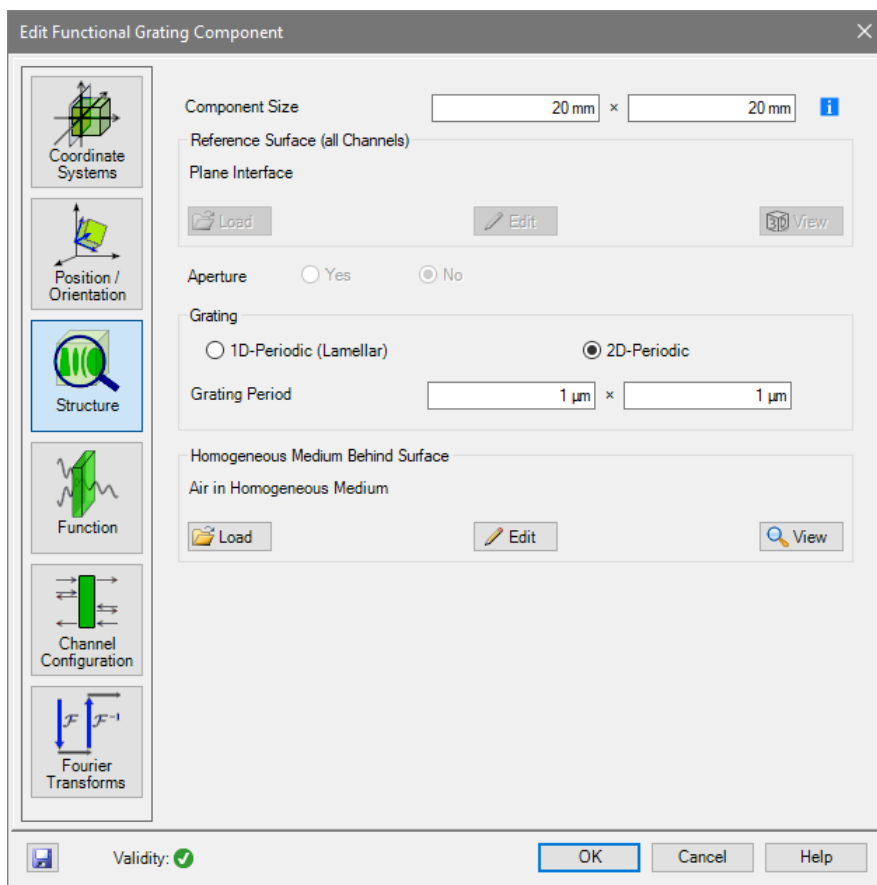 Edit Functional Grating Component
Coordinate
Systems
Position /
Orientation
Structure
Function
Channel
Configuration
F F⁻¹
Fourier
Transforms
Component Size 20 mm × 20 mm i
Reference Surface (all Channels)
Plane Interface
Load Edit 3D View
Aperture Yes No
Grating
1D-Periodic (Lamellar) 2D-Periodic
Grating Period 1 µm × 1 µm
Homogeneous Medium Behind Surface
Air in Homogeneous Medium
Load Edit View
Validity: OK Cancel Help